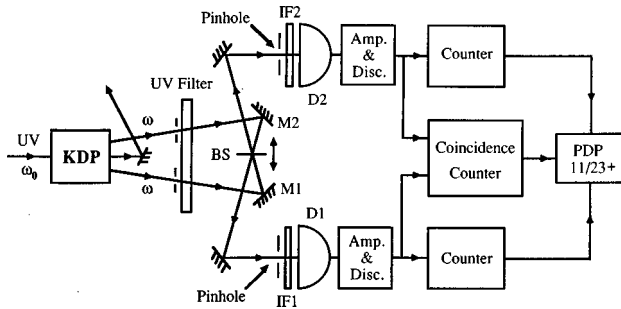 Pinhole
IF2
Amp.
&
Disc.
Counter
D2
UV Filter
UV
ω₀
KDP
ω
ω
M2
BS
M1
Coincidence
Counter
PDP
11/23+
D1
Amp.
&
Disc.
Counter
Pinhole
IF1